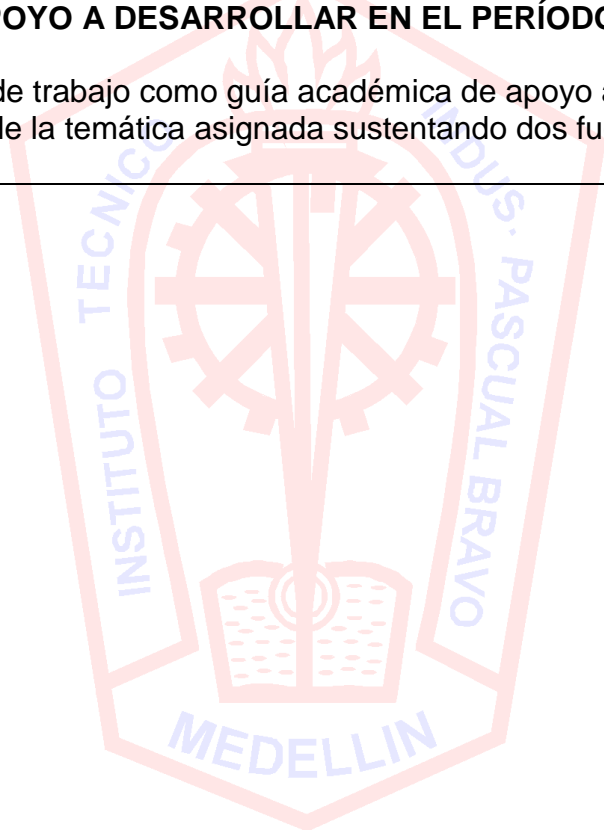 POYO A DESARROLLAR EN EL PERÍODO
de trabajo como guía académica de apoyo a
de la temática asignada sustentando dos fu
INSTITUTO TECNICO INDUS. PASCUAL BRAVO
MEDELLIN